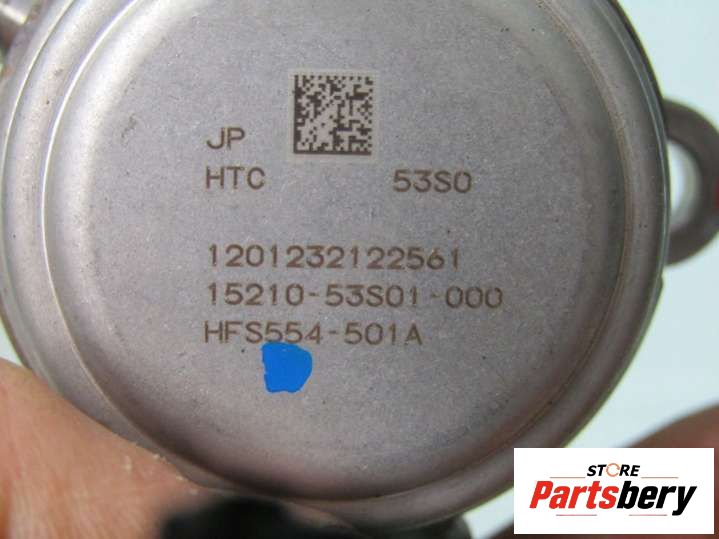 JP
HTC 53S0
1201232122561
15210-53S01-000
HFS554-501A
STORE
Partsbery